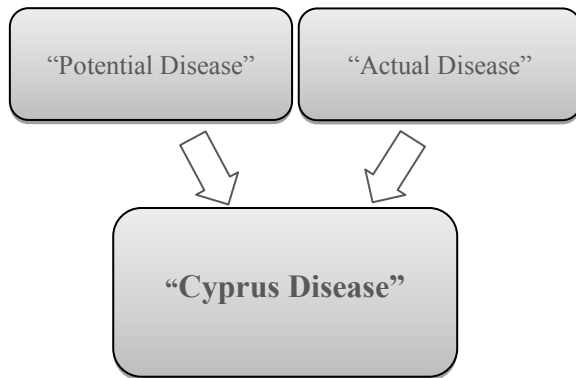 “Potential Disease”
“Actual Disease”
“Cyprus Disease”